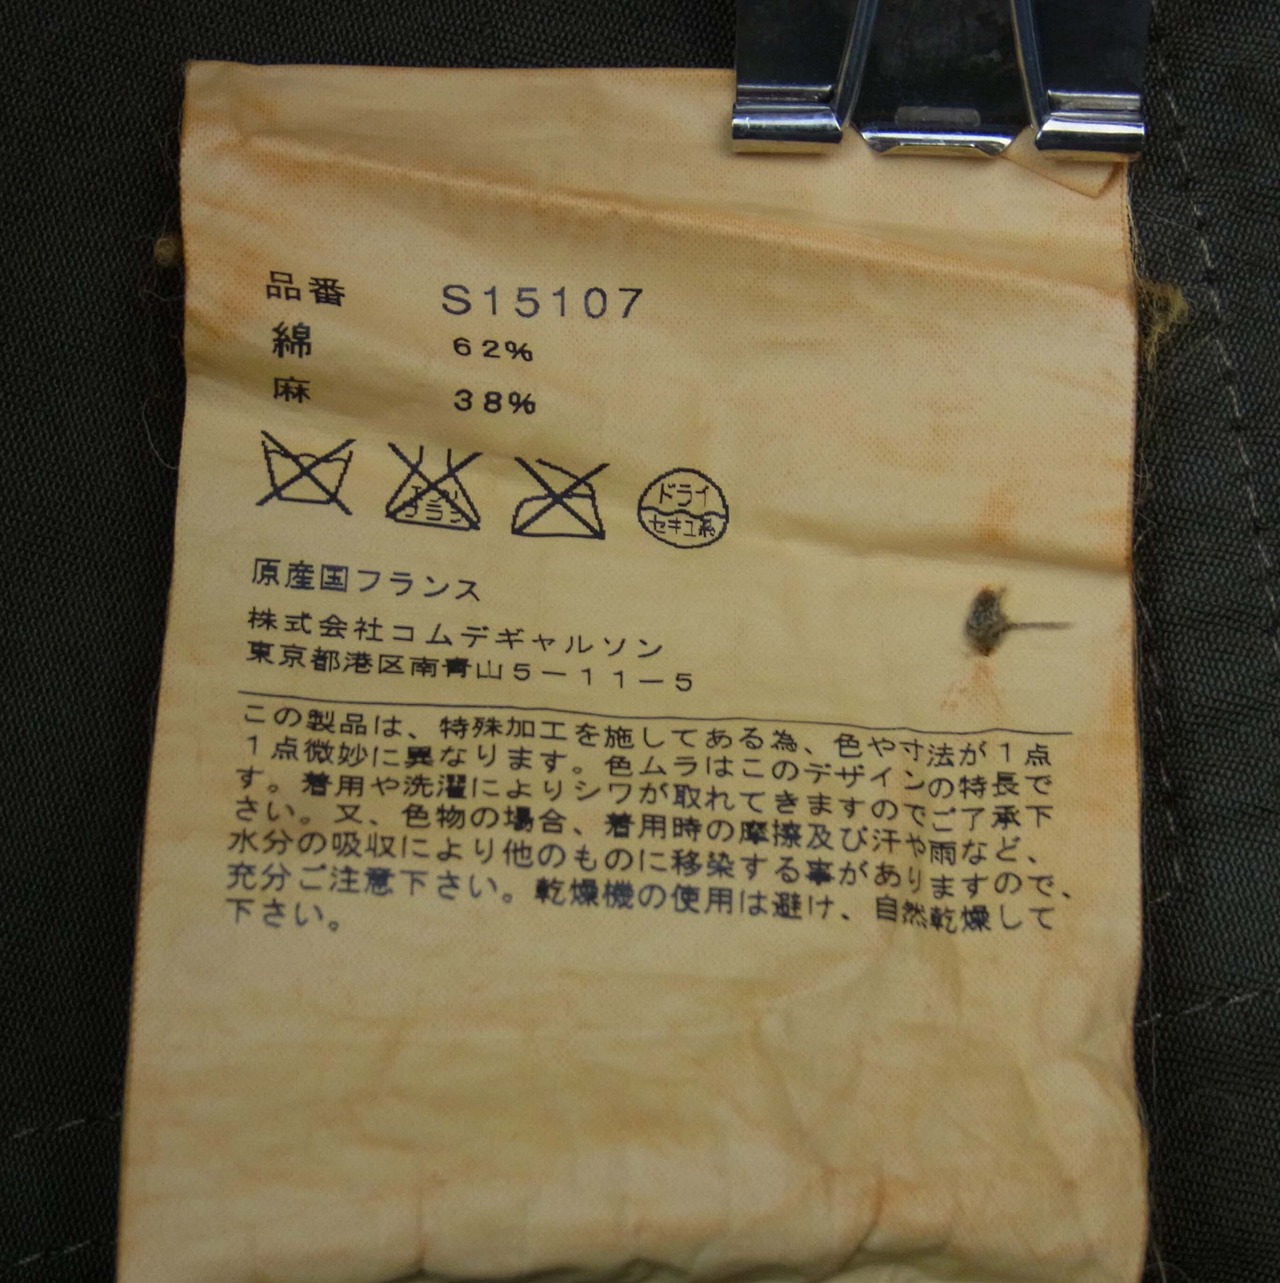 品番 S15107
綿 62%
麻 38%
エンソ
フラシ
ドライ
セキユ系
原産国フランス
株式会社コムデギャルソン
東京都港区南青山5-11-5
この製品は、特殊加工を施してある為、色や寸法が1点
1点微妙に異なります。色ムラはこのデザインの特長で
す。着用や洗濯によりシワが取れてきますのでご了承下
さい。又、色物の場合、着用時の摩擦及び汗や雨など、
水分の吸収により他のものに移染する事がありますので、
充分ご注意下さい。乾燥機の使用は避け、自然乾燥して
下さい。